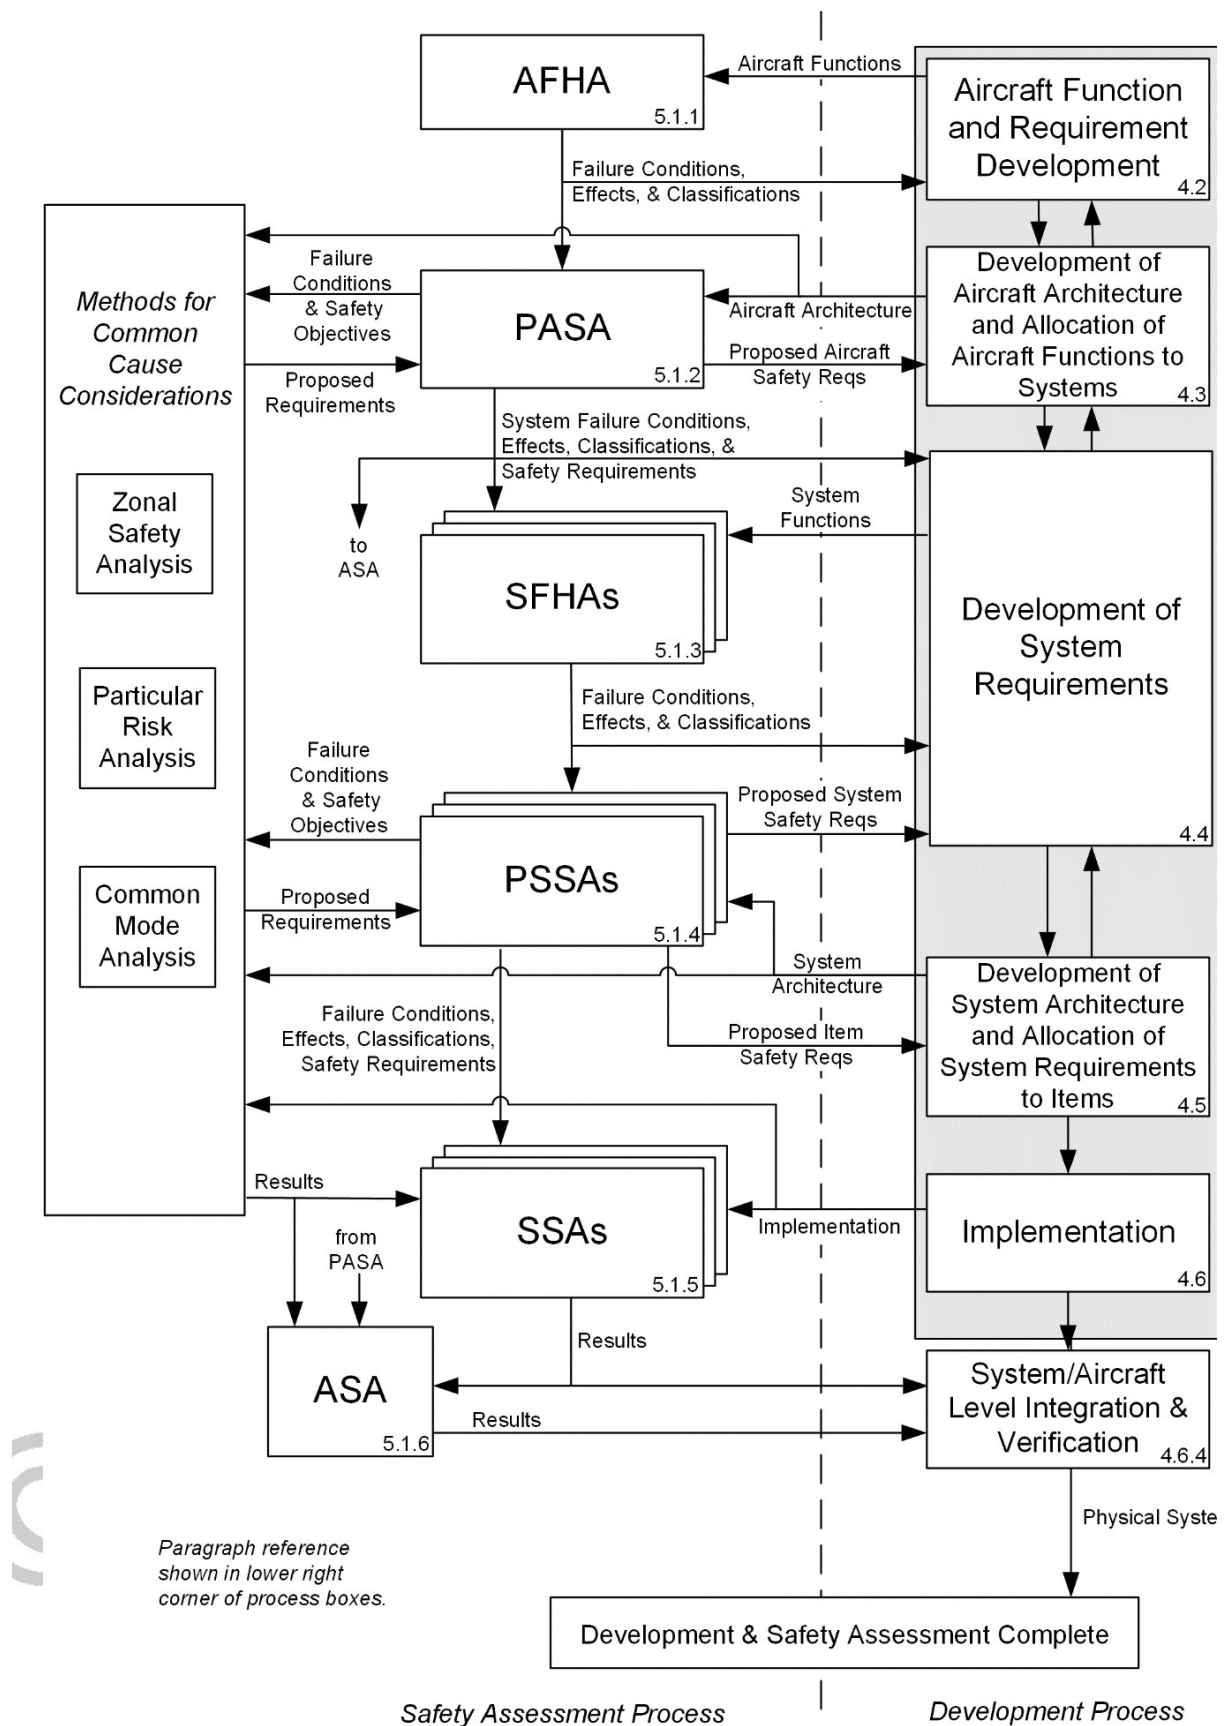 AFHA
5.1.1
Aircraft Functions
Aircraft Function
and Requirement
Development
4.2
Failure Conditions,
Effects, & Classifications
Methods for
Common
Cause
Considerations
Failure
Conditions
& Safety
Objectives
Proposed
Requirements
PASA
5.1.2
Aircraft Architecture
Proposed Aircraft
Safety Reqs
Development of
Aircraft Architecture
and Allocation of
Aircraft Functions to
Systems
4.3
System Failure Conditions,
Effects, Classifications, &
Safety Requirements
to
ASA
System
Functions
Zonal
Safety
Analysis
SFHAs
5.1.3
Development of
System
Requirements
4.4
Failure Conditions,
Effects, & Classifications
Particular
Risk
Analysis
Failure
Conditions
& Safety
Objectives
Proposed System
Safety Reqs
PSSAs
5.1.4
Common
Mode
Analysis
Proposed
Requirements
System
Architecture
Development of
System Architecture
and Allocation of
System Requirements
to Items
4.5
Failure Conditions,
Effects, Classifications,
Safety Requirements
Proposed Item
Safety Reqs
Results
SSAs
5.1.5
Implementation
Implementation
4.6
from
PASA
Results
ASA
5.1.6
Results
System/Aircraft
Level Integration &
Verification
4.6.4
Physical Syste
Paragraph reference
shown in lower right
corner of process boxes.
Development & Safety Assessment Complete
Safety Assessment Process
Development Process